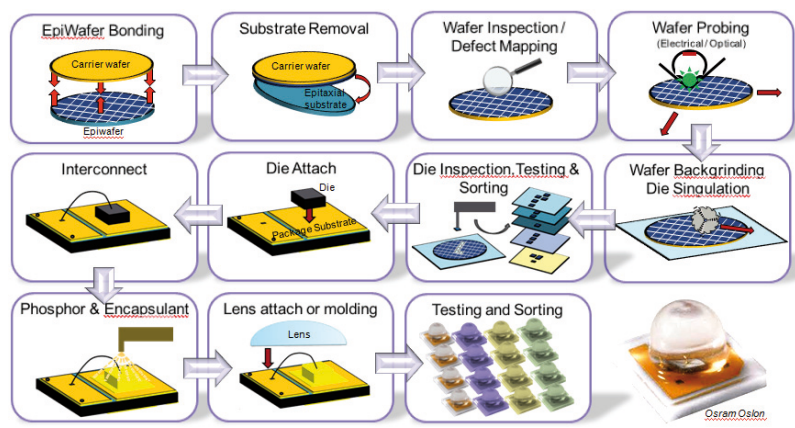 EpiWafer Bonding
Carrier wafer
Epiwafer
Substrate Removal
Carrier wafer
Epitaxial
substrate
Wafer Inspection /
Defect Mapping
Wafer Probing
(Electrical / Optical)
Wafer Backgrinding
Die Singulation
Die Inspection,Testing &
Sorting
Die Attach
Die
Package Substrate
Interconnect
Phosphor & Encapsulant
Lens attach or molding
Lens
Testing and Sorting
Osram Oslon